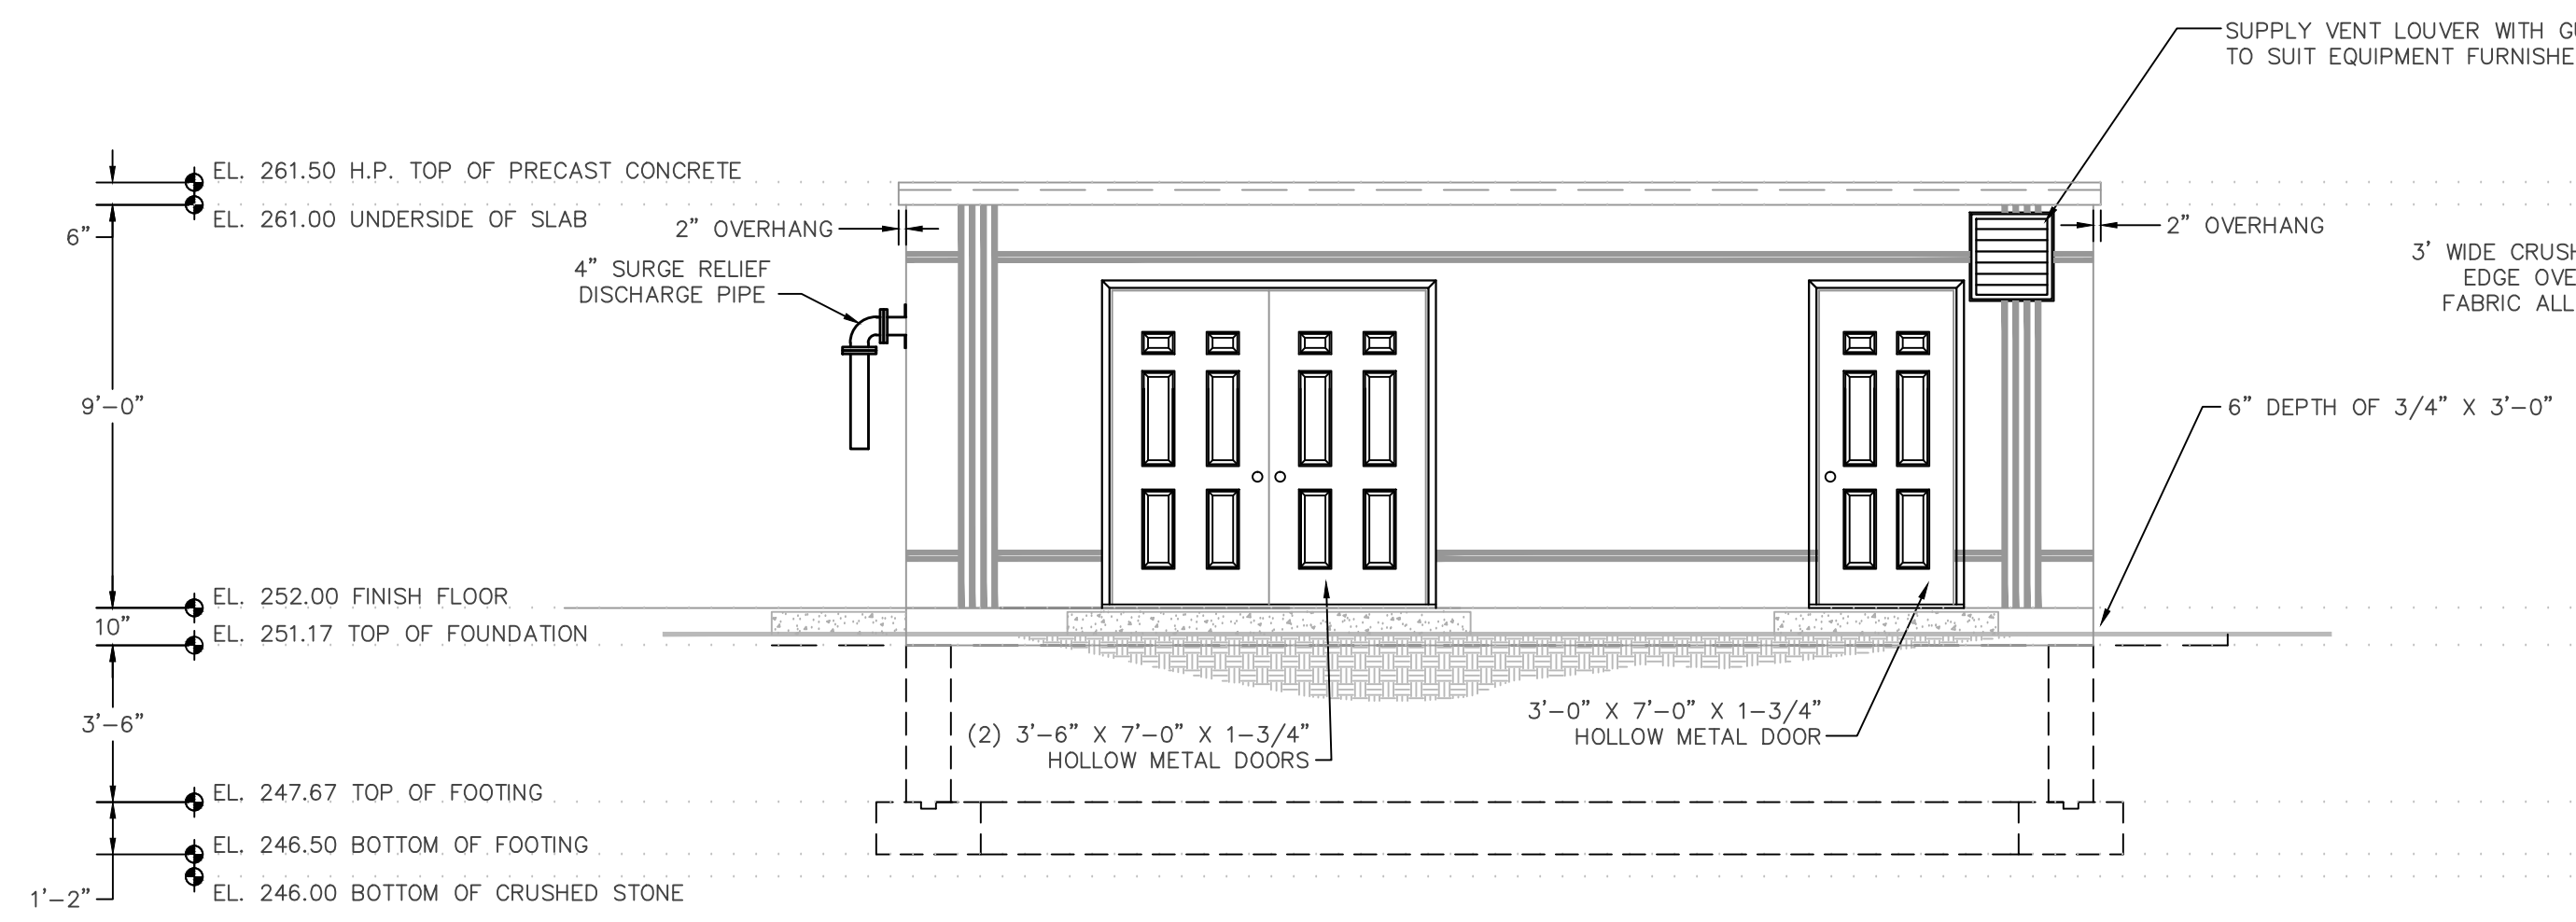 SUPPLY VENT LOUVER WITH
TO SUIT EQUIPMENT
EL. 261.50 H.P. TOP OF PRECAST CONCRETE
EL. 261.00 UNDERSIDE OF SLAB
6"
2" OVERHANG
2" OVERHANG
4" SURGE RELIEF
DISCHARGE PIPE
3' WIDE
EDGE
FABRIC
9'-0"
6" DEPTH OF 3/4" X 3'-0"
EL. 252.00 FINISH FLOOR
10"
EL. 251.17 TOP OF FOUNDATION
3'-6"
(2) 3'-6" X 7'-0" X 1-3/4"
HOLLOW METAL DOORS
3'-0" X 7'-0" X 1-3/4"
HOLLOW METAL DOOR
EL. 247.67 TOP OF FOOTING
EL. 246.50 BOTTOM OF FOOTING
EL. 246.00 BOTTOM OF CRUSHED STONE
1'-2"